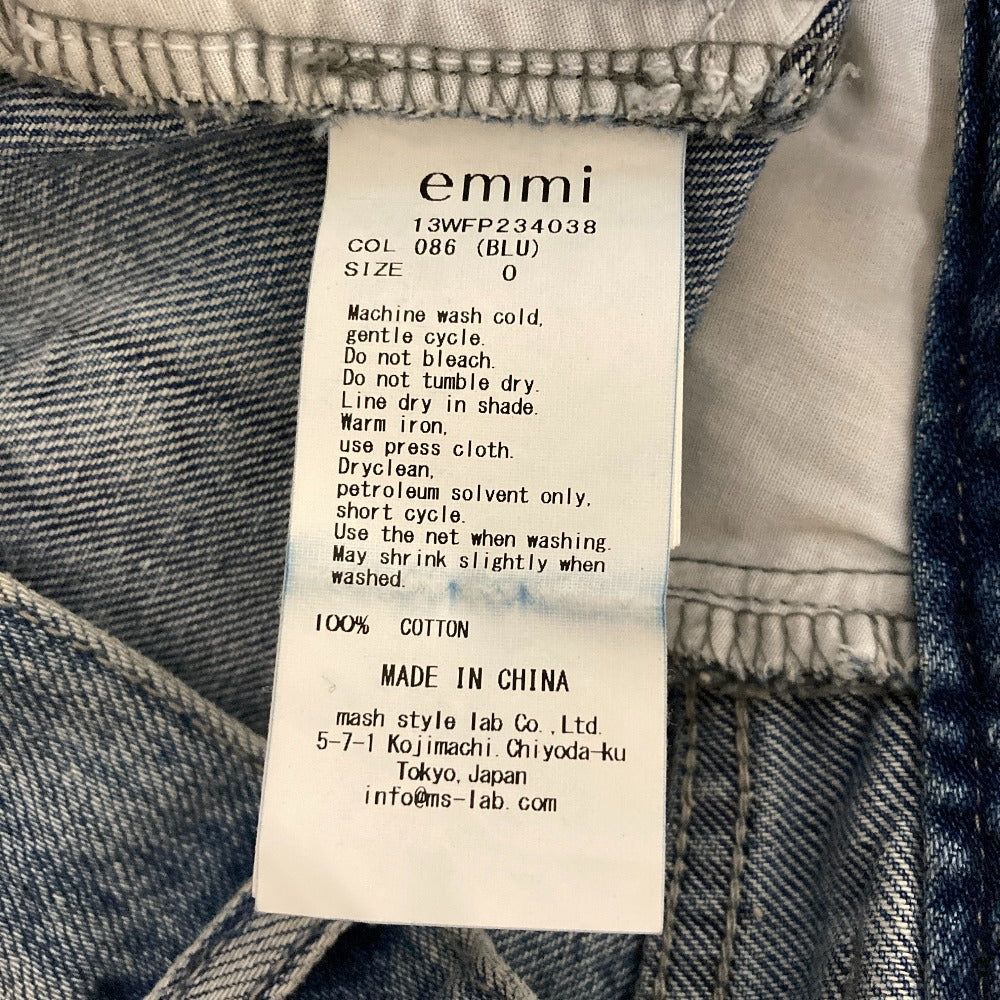 emmi
13WFP234038
COL 086 (BLU)
SIZE 0
Machine wash cold,
gentle cycle.
Do not bleach.
Do not tumble dry.
Line dry in shade.
Warm iron,
use press cloth.
Dryclean,
petroleum solvent only,
short cycle.
Use the net when washing.
May shrink slightly when
washed.
100% COTTON
MADE IN CHINA
mash style lab Co.,Ltd.
5-7-1 Kojimachi.Chiyoda-ku
Tokyo, Japan
info@ms-lab.com